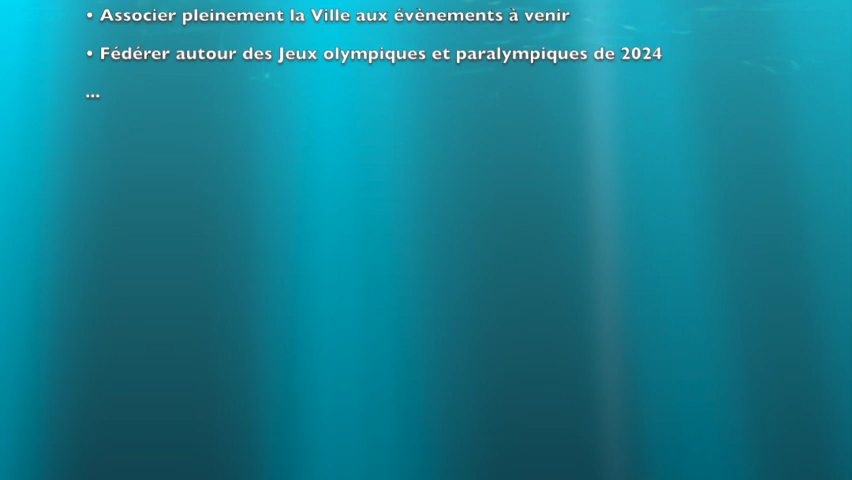 • Associer pleinement la Ville aux évènements à venir
• Fédérer autour des Jeux olympiques et paralympiques de 2024
...